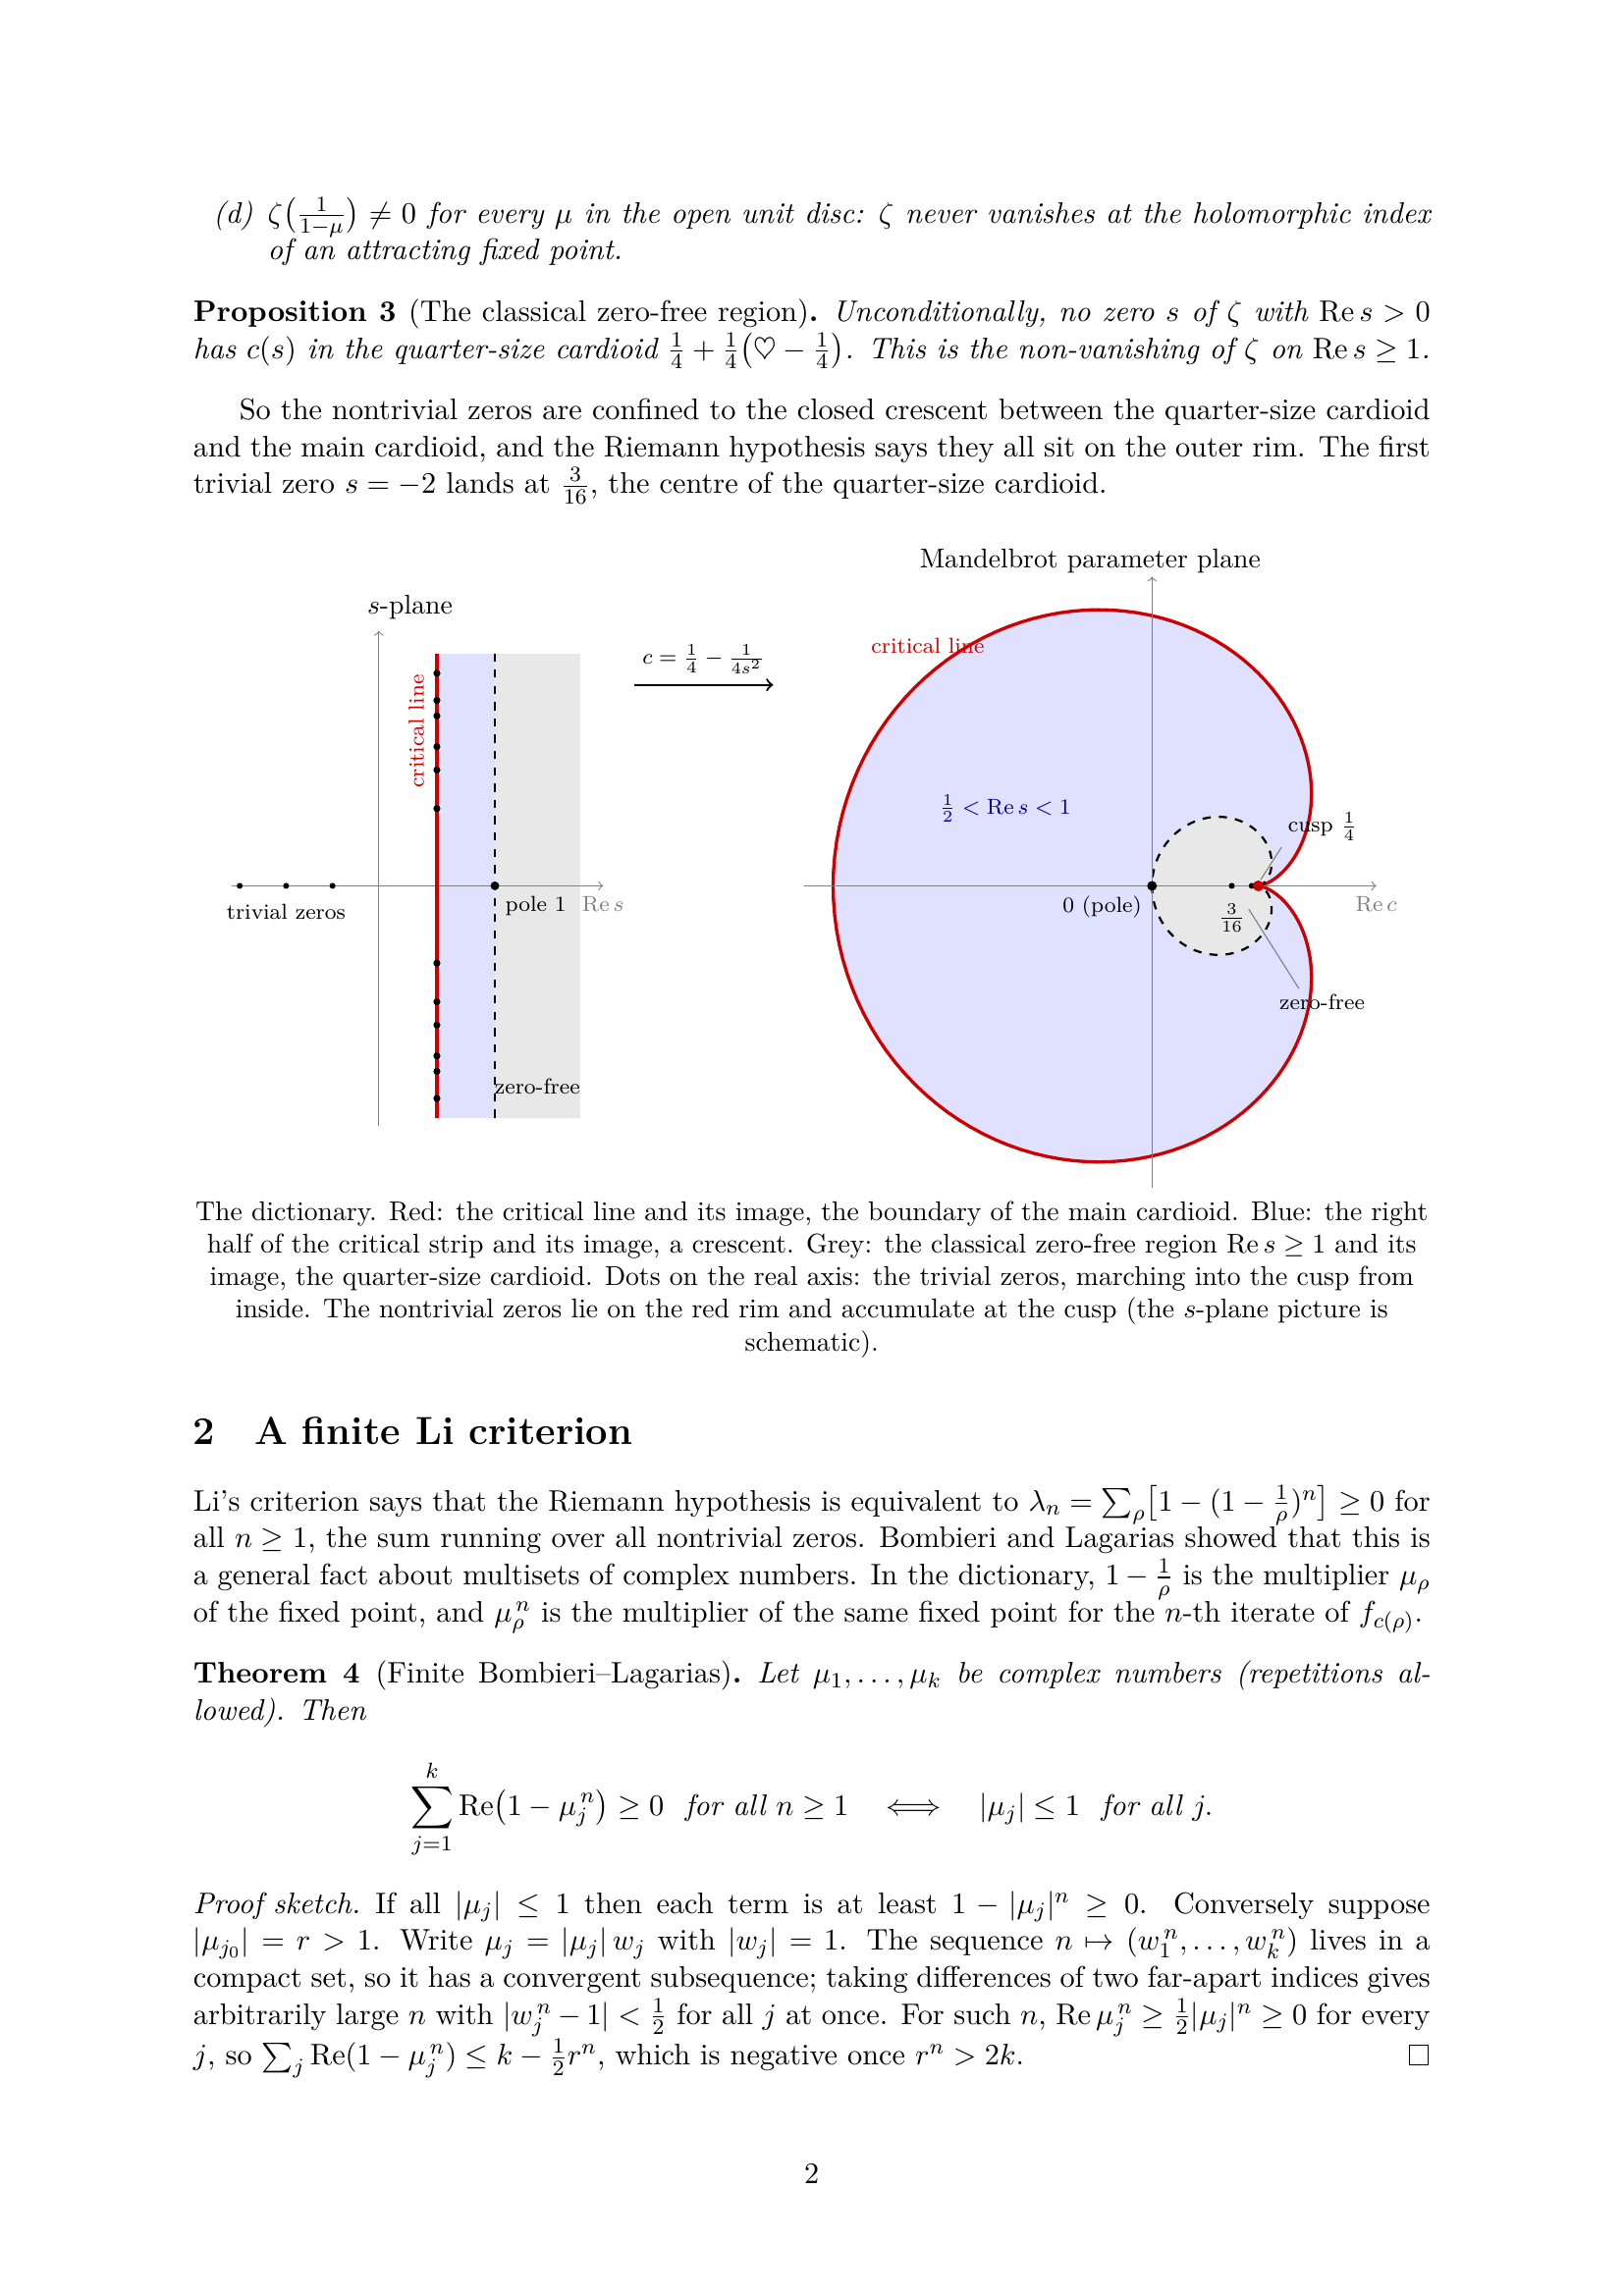 (d) ζ(1/(1−μ)) ≠ 0 for every μ in the open unit disc: ζ never vanishes at the holomorphic index
of an attracting fixed point.
Proposition 3 (The classical zero-free region). Unconditionally, no zero s of ζ with Re s > 0
has c(s) in the quarter-size cardioid 1/4 + 1/4(♡ − 1/4). This is the non-vanishing of ζ on Re s ≥ 1.
So the nontrivial zeros are confined to the closed crescent between the quarter-size cardioid
and the main cardioid, and the Riemann hypothesis says they all sit on the outer rim. The first
trivial zero s = −2 lands at 3/16, the centre of the quarter-size cardioid.
s-plane
critical line
trivial zeros
pole 1
Re s
zero-free
c = 1/4 − 1/(4s²)
Mandelbrot parameter plane
critical line
1/2 < Re s < 1
cusp 1/4
0 (pole)
3/16
Re c
zero-free
The dictionary. Red: the critical line and its image, the boundary of the main cardioid. Blue: the right
half of the critical strip and its image, a crescent. Grey: the classical zero-free region Re s ≥ 1 and its
image, the quarter-size cardioid. Dots on the real axis: the trivial zeros, marching into the cusp from
inside. The nontrivial zeros lie on the red rim and accumulate at the cusp (the s-plane picture is
schematic).
2 A finite Li criterion
Li's criterion says that the Riemann hypothesis is equivalent to λₙ = ∑_ρ[1 − (1 − 1/ρ)ⁿ] ≥ 0 for
all n ≥ 1, the sum running over all nontrivial zeros. Bombieri and Lagarias showed that this is
a general fact about multisets of complex numbers. In the dictionary, 1 − 1/ρ is the multiplier μ_ρ
of the fixed point, and μ_ρⁿ is the multiplier of the same fixed point for the n-th iterate of f_{c(ρ)}.
Theorem 4 (Finite Bombieri–Lagarias). Let μ₁, . . . , μₖ be complex numbers (repetitions al-
lowed). Then
∑_{j=1}^{k} Re(1 − μ_jⁿ) ≥ 0 for all n ≥ 1 ⟺ |μ_j| ≤ 1 for all j.
Proof sketch. If all |μ_j| ≤ 1 then each term is at least 1 − |μ_j|ⁿ ≥ 0. Conversely suppose
|μ_{j₀}| = r > 1. Write μ_j = |μ_j| w_j with |w_j| = 1. The sequence n ↦ (w₁ⁿ, . . . , wₖⁿ) lives in a
compact set, so it has a convergent subsequence; taking differences of two far-apart indices gives
arbitrarily large n with |w_jⁿ − 1| < 1/2 for all j at once. For such n, Re μ_jⁿ ≥ 1/2|μ_j|ⁿ ≥ 0 for every
j, so ∑_j Re(1 − μ_jⁿ) ≤ k − 1/2 rⁿ, which is negative once rⁿ > 2k. □
2